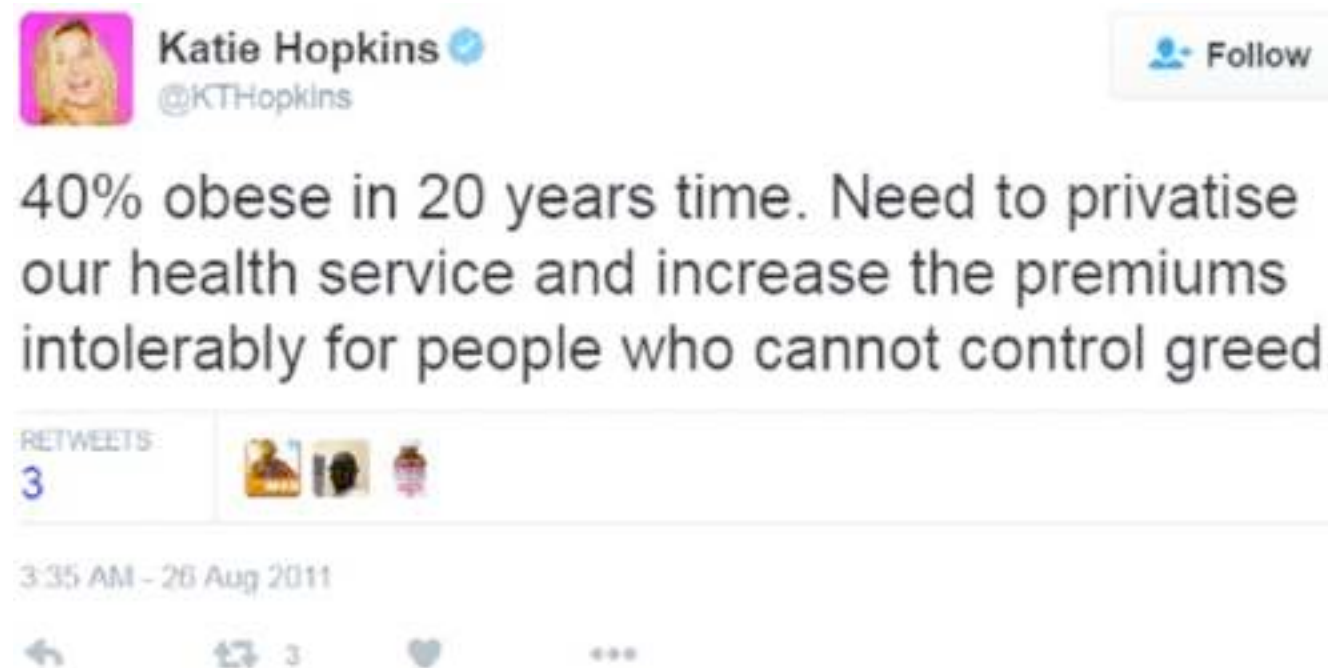 Katie Hopkins
Follow
@KTHopkins
40% obese in 20 years time. Need to privatise
our health service and increase the premiums
intolerably for people who cannot control greed
RETWEETS
3
3:35 AM - 26 Aug 2011
3